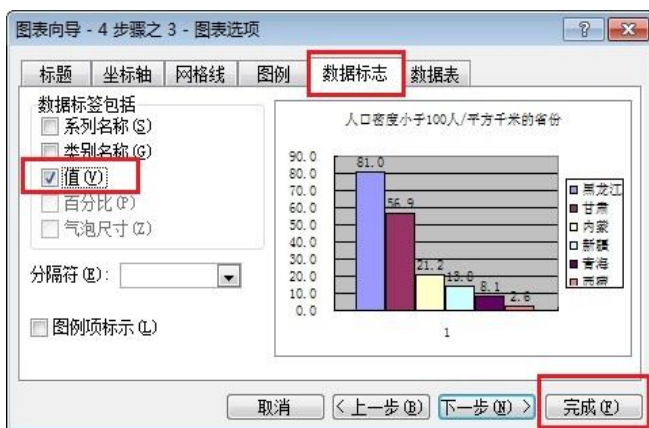 图表向导 - 4 步骤之 3 - 图表选项
标题 坐标轴 网格线 图例 数据标志 数据表
数据标签包括
系列名称(S)
类别名称(G)
值(V)
百分比(P)
气泡尺寸(Z)
分隔符(E):
图例项标示(L)
人口密度小于100人/平方千米的省份
90.0
80.0
70.0
60.0
50.0
40.0
30.0
20.0
10.0
0.0
81.0
56.9
21.2
13.8
8.1
2.6
1
黑龙江
甘肃
内蒙
新疆
青海
西藏
取消 <上一步(B) 下一步(N)> 完成(F)